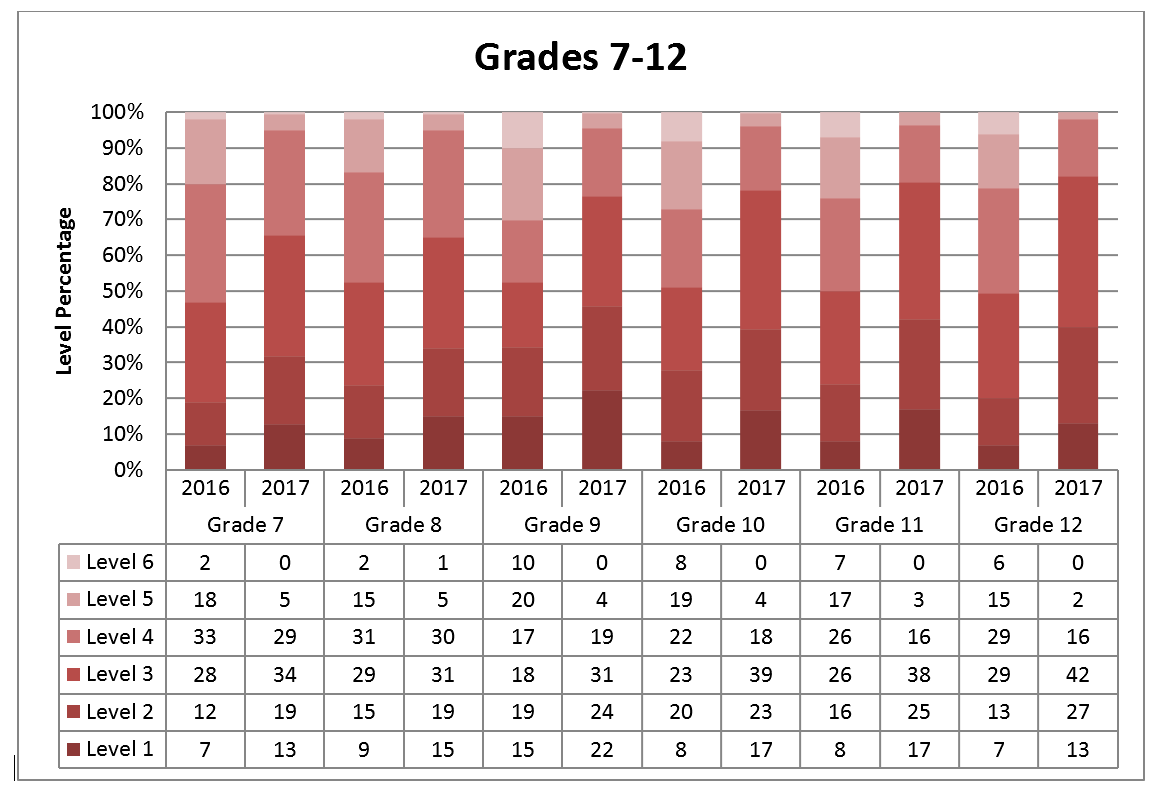 Grades 7-12
Level Percentage
100%
90%
80%
70%
60%
50%
40%
30%
20%
10%
0%
2016 2017 2016 2017 2016 2017 2016 2017 2016 2017 2016 2017
Grade 7 Grade 8 Grade 9 Grade 10 Grade 11 Grade 12
Level 6 2 0 2 1 10 0 8 0 7 0 6 0
Level 5 18 5 15 5 20 4 19 4 17 3 15 2
Level 4 33 29 31 30 17 19 22 18 26 16 29 16
Level 3 28 34 29 31 18 31 23 39 26 38 29 42
Level 2 12 19 15 19 19 24 20 23 16 25 13 27
Level 1 7 13 9 15 15 22 8 17 8 17 7 13